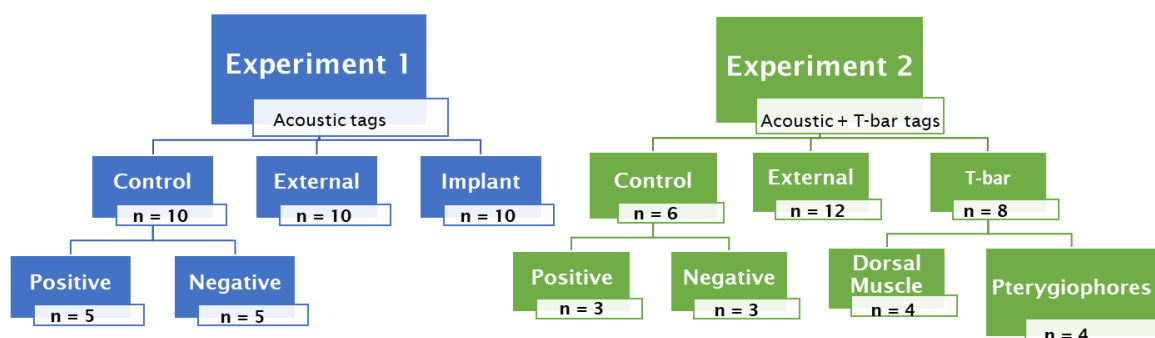 Experiment 1
Acoustic tags
Control
n = 10
External
n = 10
Implant
n = 10
Positive
n = 5
Negative
n = 5
Experiment 2
Acoustic + T-bar tags
Control
n = 6
External
n = 12
T-bar
n = 8
Positive
n = 3
Negative
n = 3
Dorsal
Muscle
n = 4
Pterygiophores
n = 4